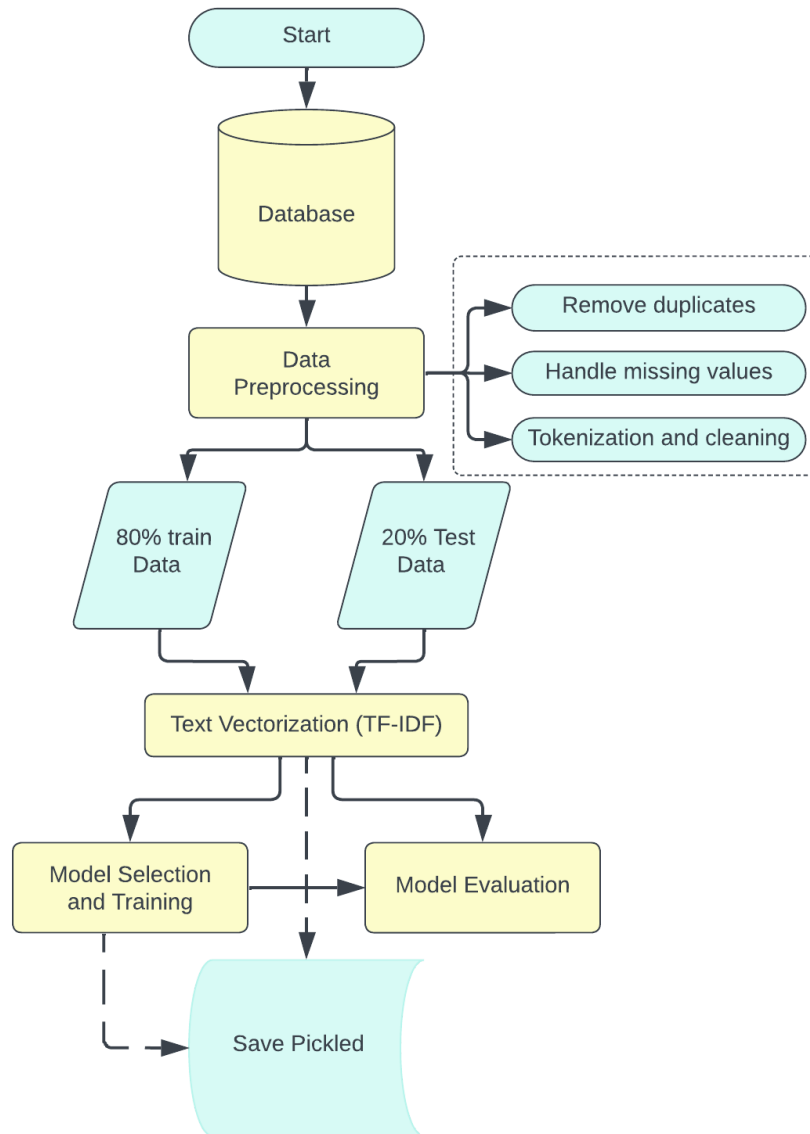 Start
Database
Data
Preprocessing
Remove duplicates
Handle missing values
Tokenization and cleaning
80% train
Data
20% Test
Data
Text Vectorization (TF-IDF)
Model Selection
and Training
Model Evaluation
Save Pickled